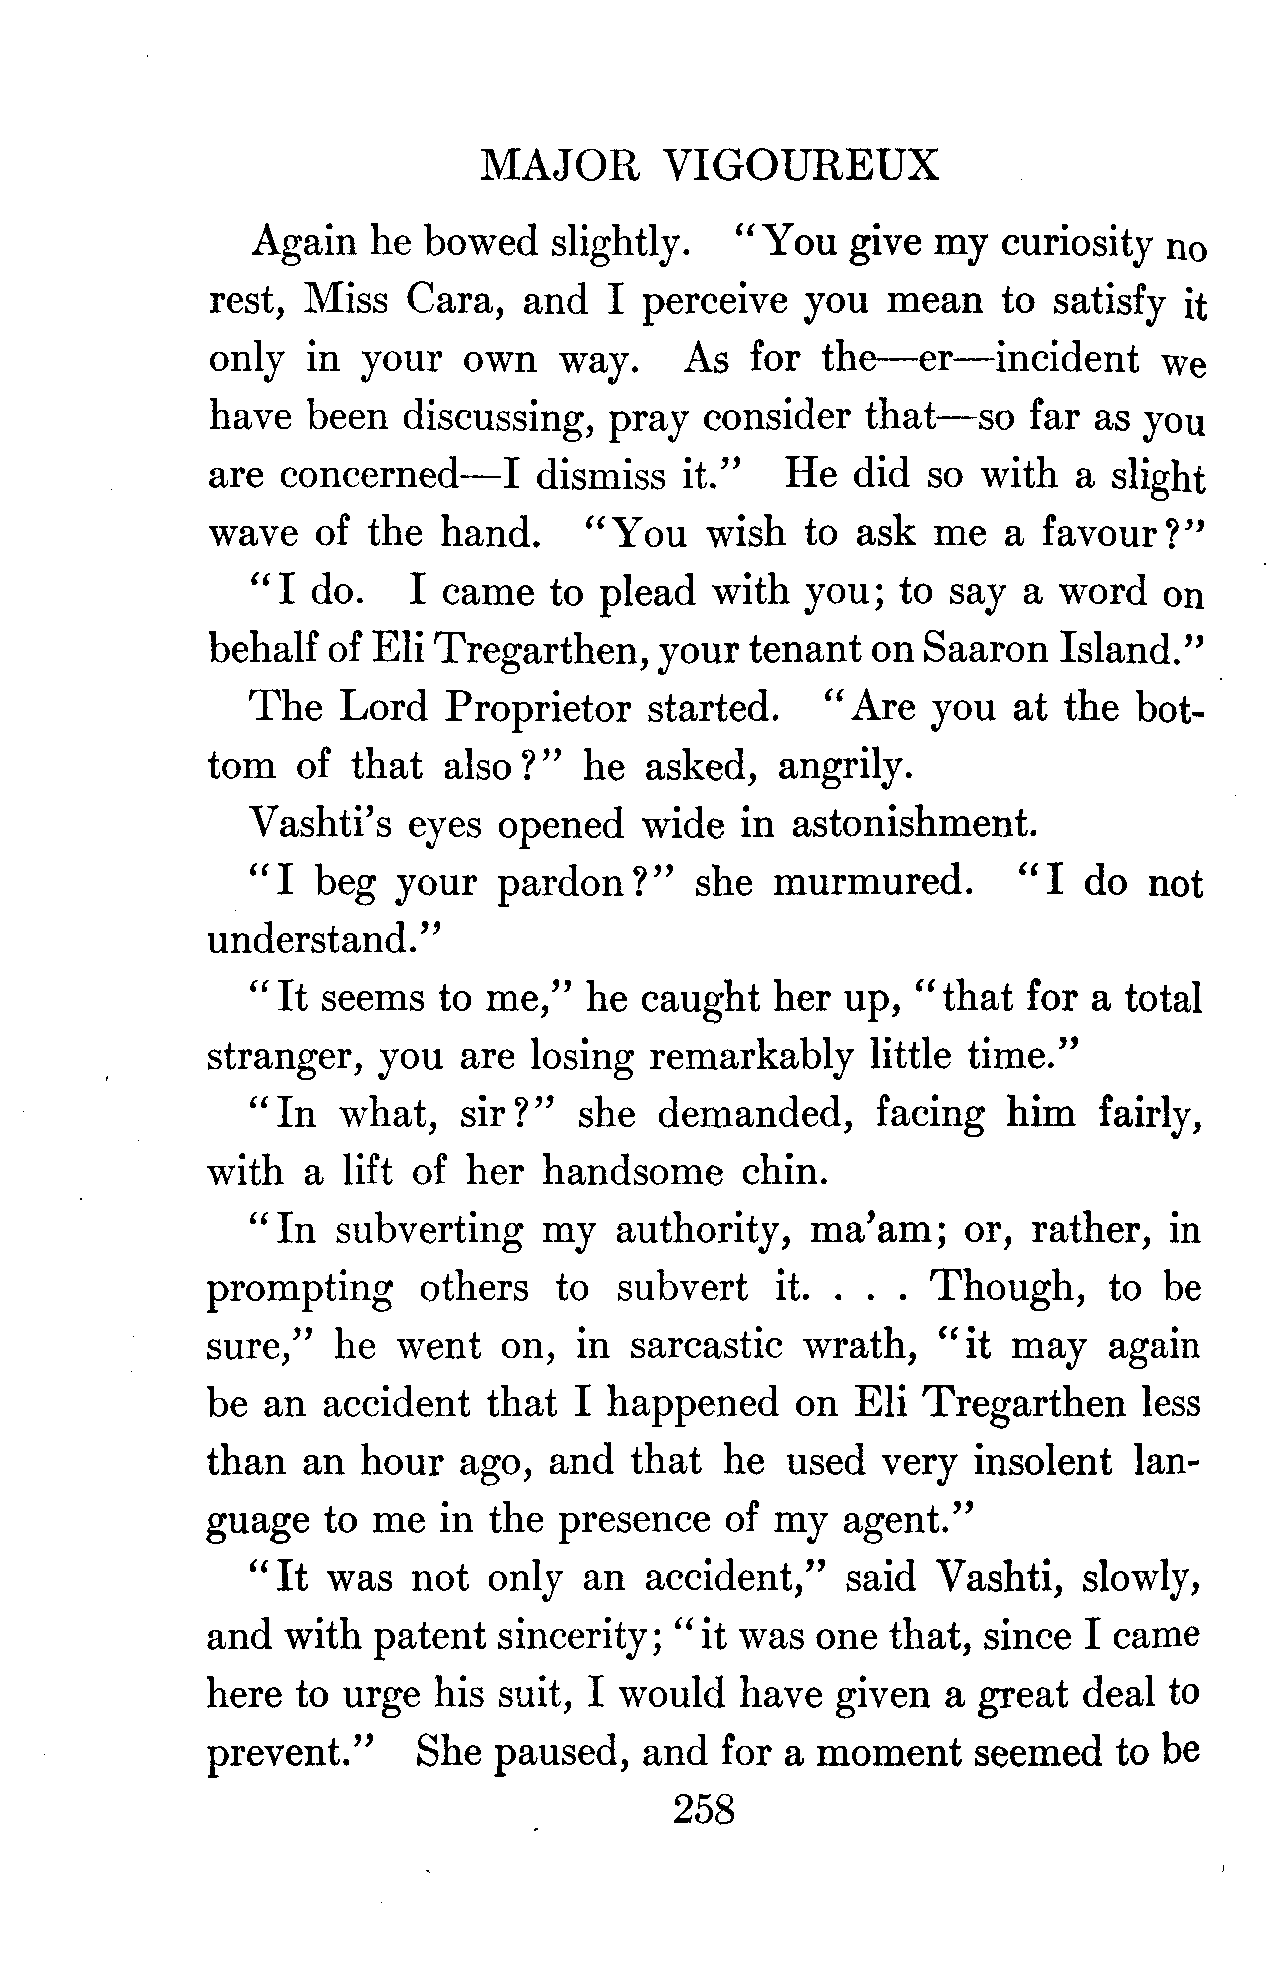 MAJOR VIGOUREUX
Again he bowed slightly. "You give my curiosity no
rest, Miss Cara, and I perceive you mean to satisfy it
only in your own way. As for the—er—incident we
have been discussing, pray consider that—so far as you
are concerned—I dismiss it." He did so with a slight
wave of the hand. "You wish to ask me a favour?"
"I do. I came to plead with you; to say a word on
behalf of Eli Tregarthen, your tenant on Saaron Island."
The Lord Proprietor started. "Are you at the bot-
tom of that also?" he asked, angrily.
Vashti's eyes opened wide in astonishment.
"I beg your pardon?" she murmured. "I do not
understand."
"It seems to me," he caught her up, "that for a total
stranger, you are losing remarkably little time."
"In what, sir?" she demanded, facing him fairly,
with a lift of her handsome chin.
"In subverting my authority, ma'am; or, rather, in
prompting others to subvert it. . . . Though, to be
sure," he went on, in sarcastic wrath, "it may again
be an accident that I happened on Eli Tregarthen less
than an hour ago, and that he used very insolent lan-
guage to me in the presence of my agent."
"It was not only an accident," said Vashti, slowly,
and with patent sincerity; "it was one that, since I came
here to urge his suit, I would have given a great deal to
prevent." She paused, and for a moment seemed to be
258